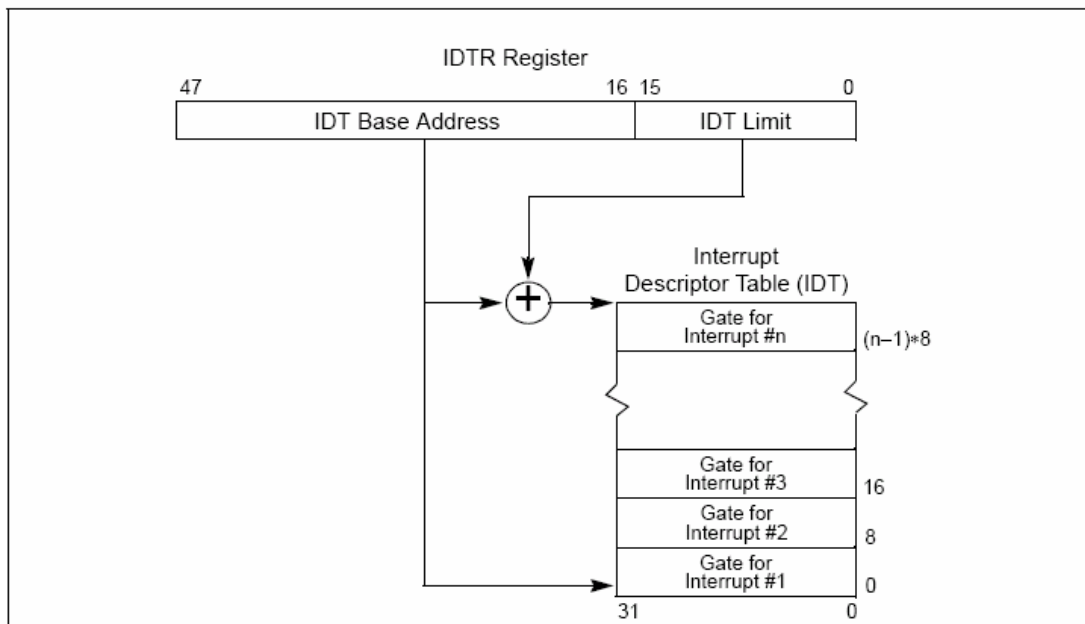 IDTR Register
47 16 15 0
IDT Base Address IDT Limit
+
Interrupt
Descriptor Table (IDT)
Gate for
Interrupt #n
(n–1)*8
Gate for
Interrupt #3
16
Gate for
Interrupt #2
8
Gate for
Interrupt #1
0
31 0